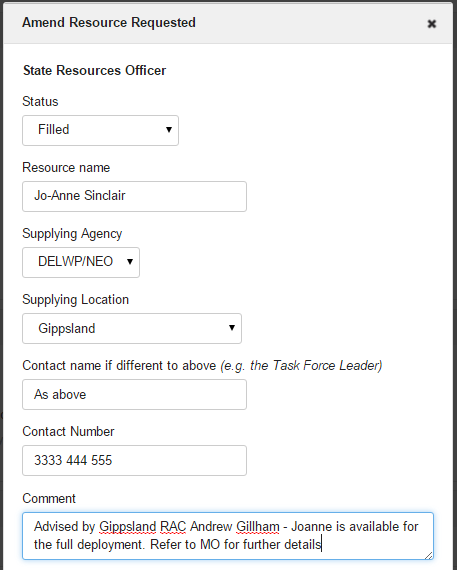 Amend Resource Requested
State Resources Officer
Status
Filled
Resource name
Jo-Anne Sinclair
Supplying Agency
DELWP/NEO
Supplying Location
Gippsland
Contact name if different to above (e.g. the Task Force Leader)
As above
Contact Number
3333 444 555
Comment
Advised by Gippsland RAC Andrew Gillham - Joanne is available for
the full deployment. Refer to MO for further details